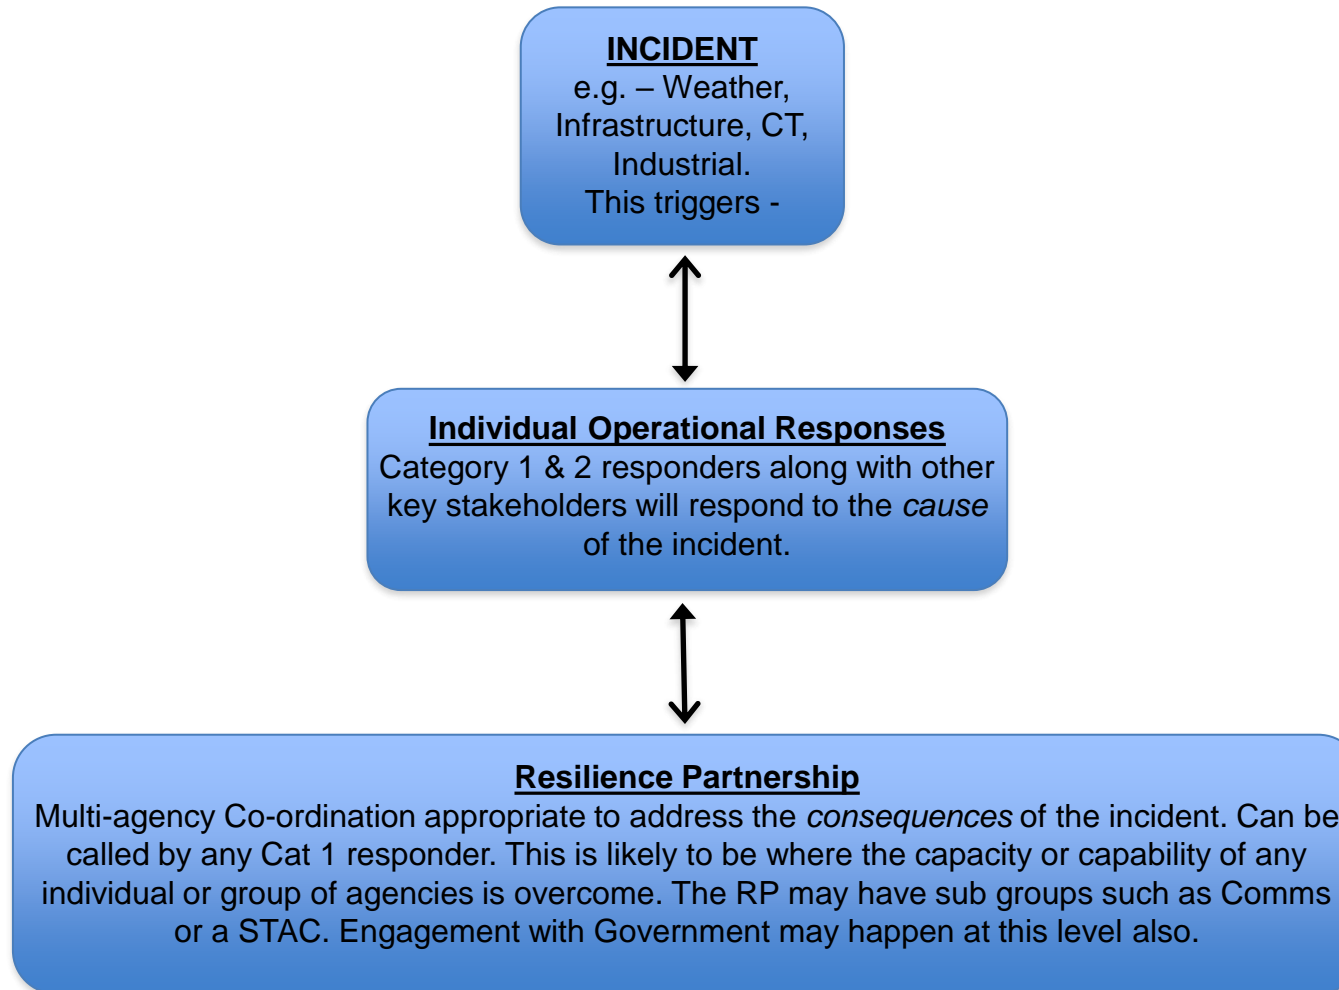 INCIDENT
e.g. – Weather,
Infrastructure, CT,
Industrial.
This triggers -
Individual Operational Responses
Category 1 & 2 responders along with other
key stakeholders will respond to the cause
of the incident.
Resilience Partnership
Multi-agency Co-ordination appropriate to address the consequences of the incident. Can be
called by any Cat 1 responder. This is likely to be where the capacity or capability of any
individual or group of agencies is overcome. The RP may have sub groups such as Comms
or a STAC. Engagement with Government may happen at this level also.